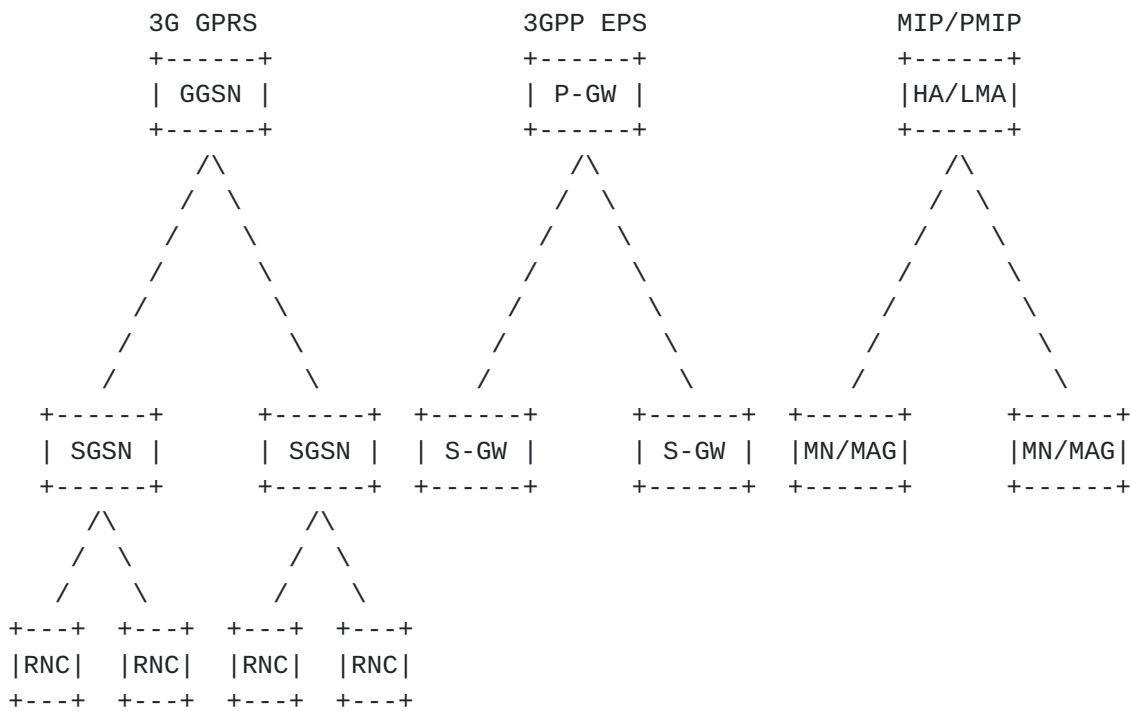 3G GPRS 3GPP EPS MIP/PMIP
GGSN P-GW HA/LMA
SGSN SGSN S-GW S-GW MN/MAG MN/MAG
RNC RNC RNC RNC